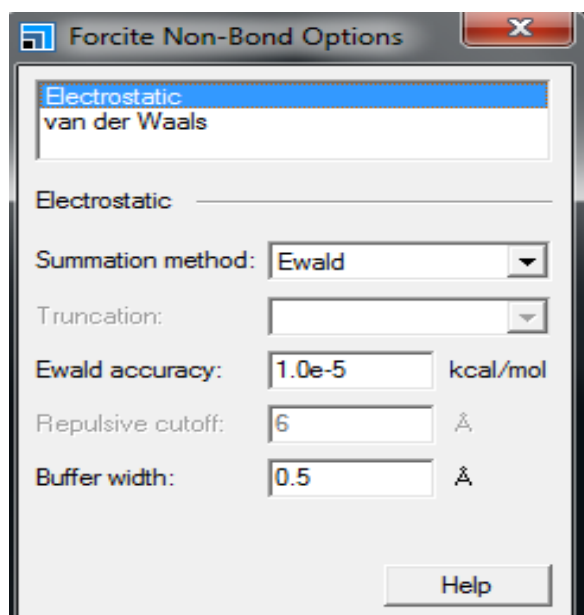 Forcite Non-Bond Options
Electrostatic
van der Waals
Electrostatic
Summation method: Ewald
Truncation:
Ewald accuracy: 1.0e-5 kcal/mol
Repulsive cutoff: 6 Å
Buffer width: 0.5 Å
Help